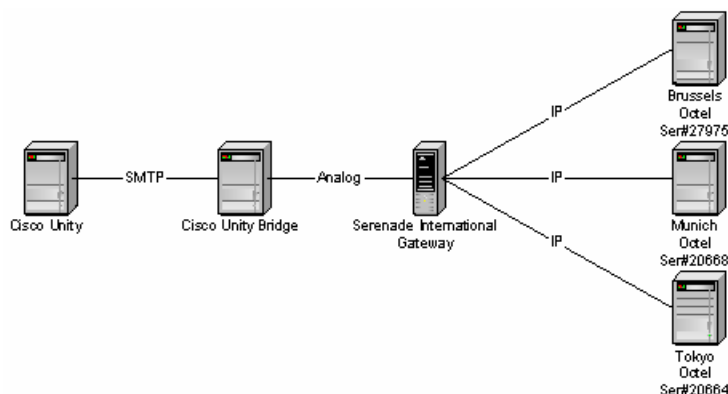 Cisco Unity
SMTP
Cisco Unity Bridge
Analog
Serenade International
Gateway
IP
Brussels
Octel
Ser#27975
IP
Munich
Octel
Ser#20668
IP
Tokyo
Octel
Ser#20664